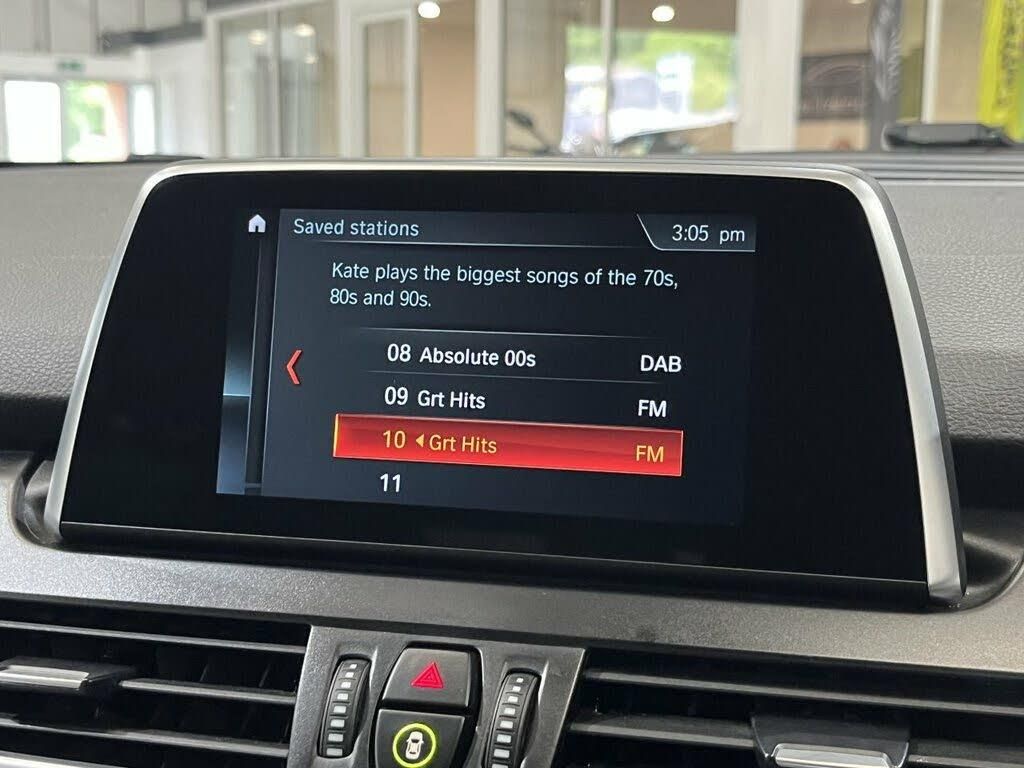 Saved stations
3:05 pm
Kate plays the biggest songs of the 70s,
80s and 90s.
08 Absolute 00s DAB
09 Grt Hits FM
10 Grt Hits FM
11